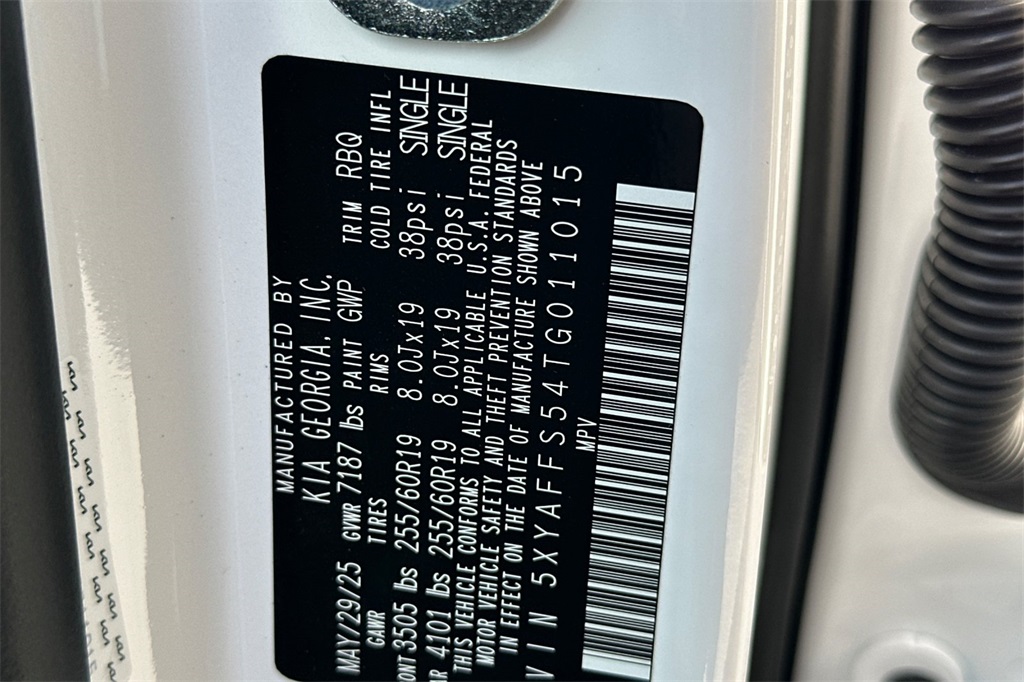 MANUFACTURED BY
KIA GEORGIA, INC.
MAY/29/25 GVWR 7187 lbs PAINT GWP TRIM RBQ
GAWR TIRES RIMS COLD TIRE INFL
ONT 3505 lbs 255/60R19 8.0Jx19 38psi SINGLE
AR 4101 lbs 255/60R19 8.0Jx19 38psi SINGLE
THIS VEHICLE CONFORMS TO ALL APPLICABLE U.S.A. FEDERAL
MOTOR VEHICLE SAFETY AND THEFT PREVENTION STANDARDS
IN EFFECT ON THE DATE OF MANUFACTURE SHOWN ABOVE
VIN 5XYAFFS54TG011015
MPV